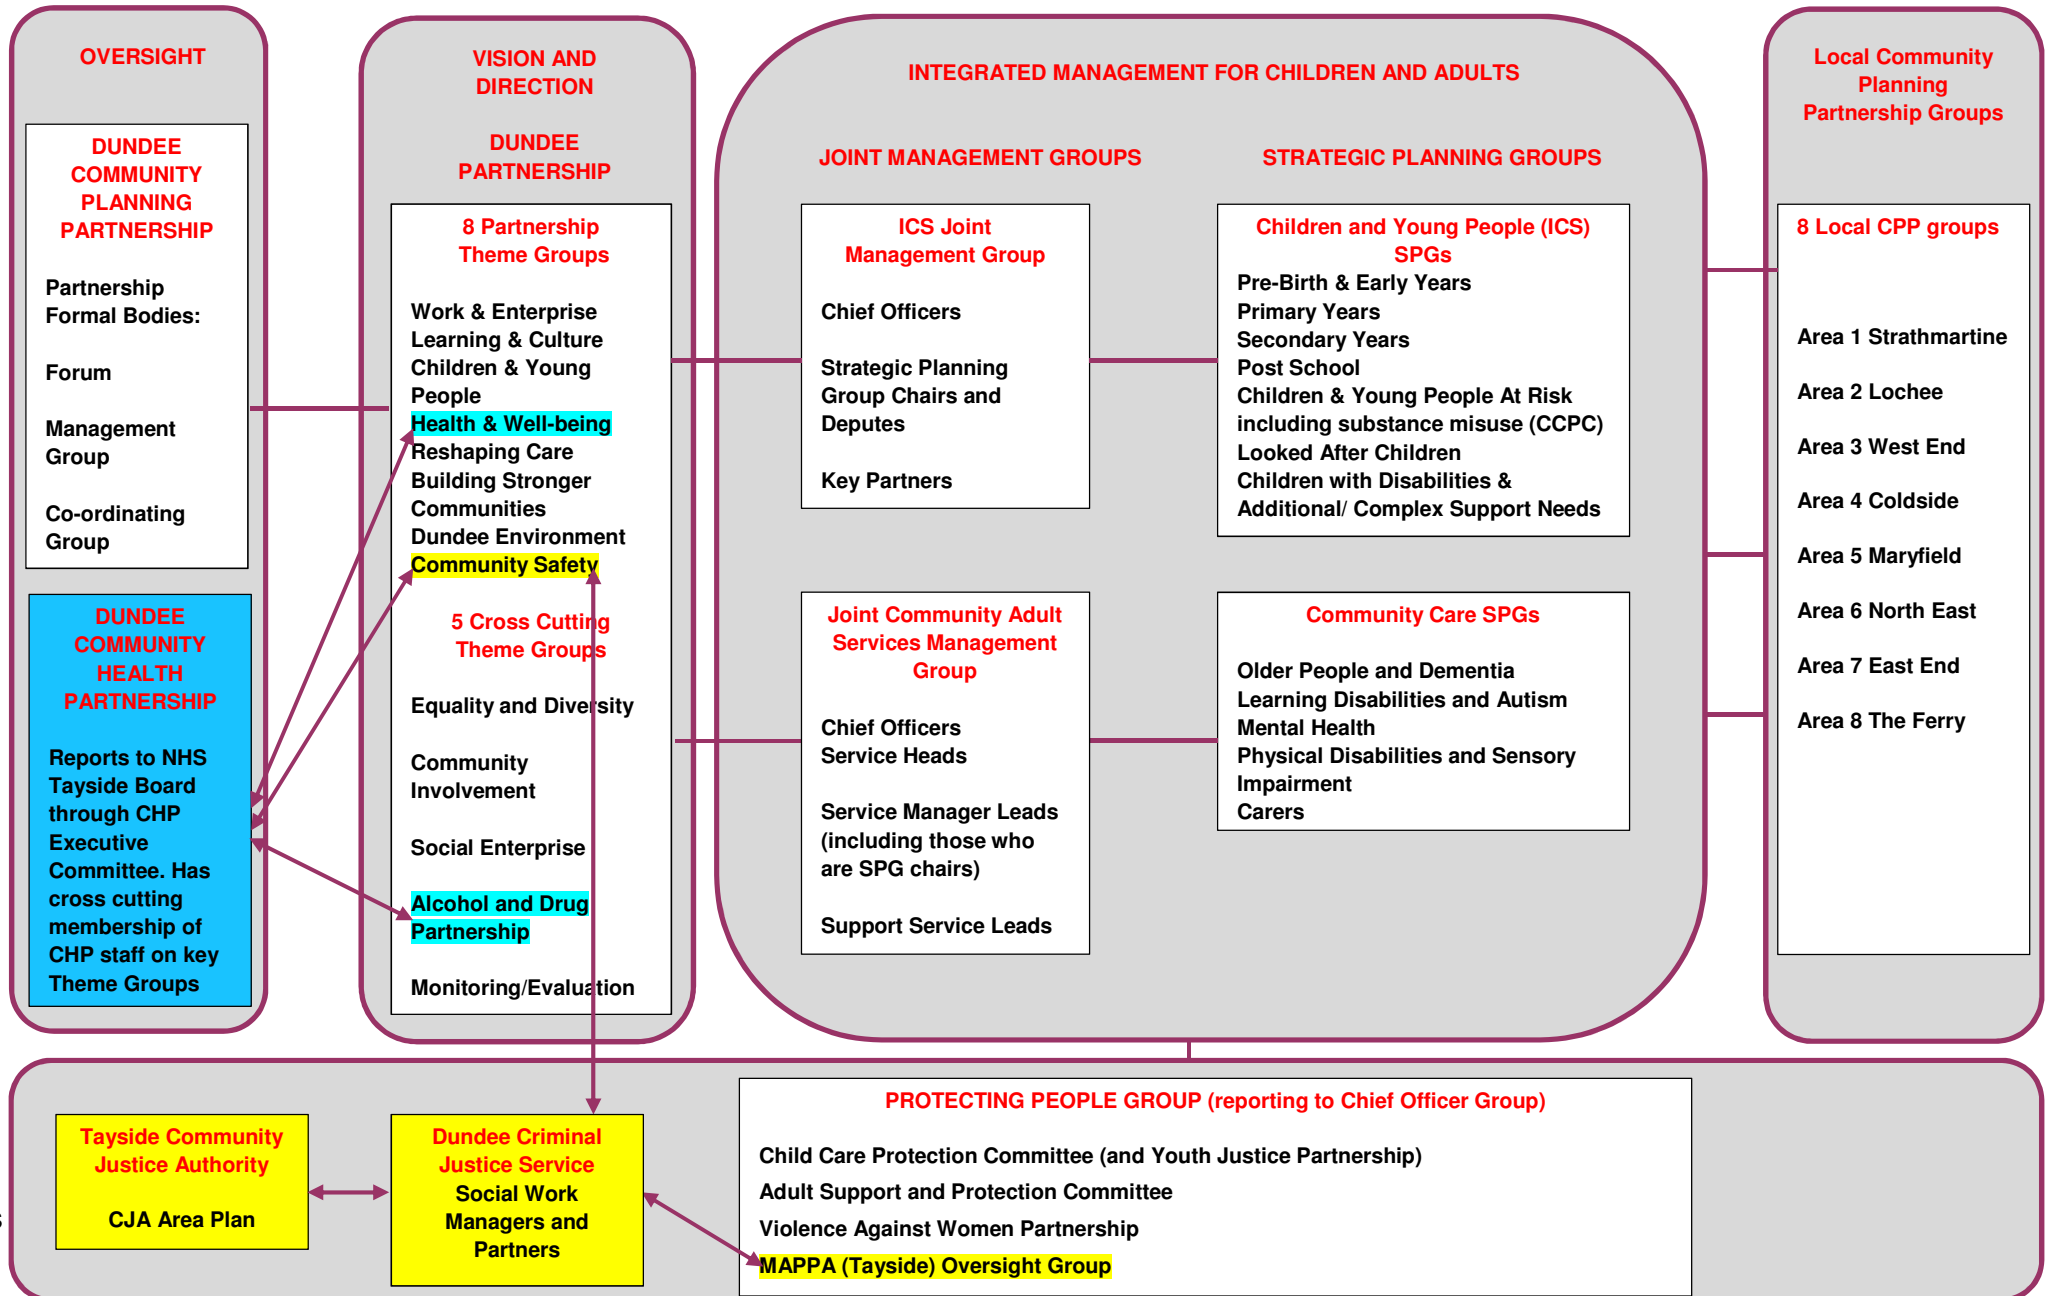 OVERSIGHT
DUNDEE
COMMUNITY
PLANNING
PARTNERSHIP
Partnership
Formal Bodies:
Forum
Management
Group
Co-ordinating
Group
DUNDEE
COMMUNITY
HEALTH
PARTNERSHIP
Reports to NHS
Tayside Board
through CHP
Executive
Committee. Has
cross cutting
membership of
CHP staff on key
Theme Groups
VISION AND
DIRECTION
DUNDEE
PARTNERSHIP
8 Partnership
Theme Groups
Work & Enterprise
Learning & Culture
Children & Young
People
Health & Well-being
Reshaping Care
Building Stronger
Communities
Dundee Environment
Community Safety
5 Cross Cutting
Theme Groups
Equality and Diversity
Community
Involvement
Social Enterprise
Alcohol and Drug
Partnership
Monitoring/Evaluation
INTEGRATED MANAGEMENT FOR CHILDREN AND ADULTS
JOINT MANAGEMENT GROUPS
ICS Joint
Management Group
Chief Officers
Strategic Planning
Group Chairs and
Deputes
Key Partners
Joint Community Adult
Services Management
Group
Chief Officers
Service Heads
Service Manager Leads
(including those who
are SPG chairs)
Support Service Leads
STRATEGIC PLANNING GROUPS
Children and Young People (ICS)
SPGs
Pre-Birth & Early Years
Primary Years
Secondary Years
Post School
Children & Young People At Risk
including substance misuse (CCPC)
Looked After Children
Children with Disabilities &
Additional/ Complex Support Needs
Community Care SPGs
Older People and Dementia
Learning Disabilities and Autism
Mental Health
Physical Disabilities and Sensory
Impairment
Carers
Local Community
Planning
Partnership Groups
8 Local CPP groups
Area 1 Strathmartine
Area 2 Lochee
Area 3 West End
Area 4 Coldside
Area 5 Maryfield
Area 6 North East
Area 7 East End
Area 8 The Ferry
Tayside Community
Justice Authority
CJA Area Plan
Dundee Criminal
Justice Service
Social Work
Managers and
Partners
PROTECTING PEOPLE GROUP (reporting to Chief Officer Group)
Child Care Protection Committee (and Youth Justice Partnership)
Adult Support and Protection Committee
Violence Against Women Partnership
MAPPA (Tayside) Oversight Group